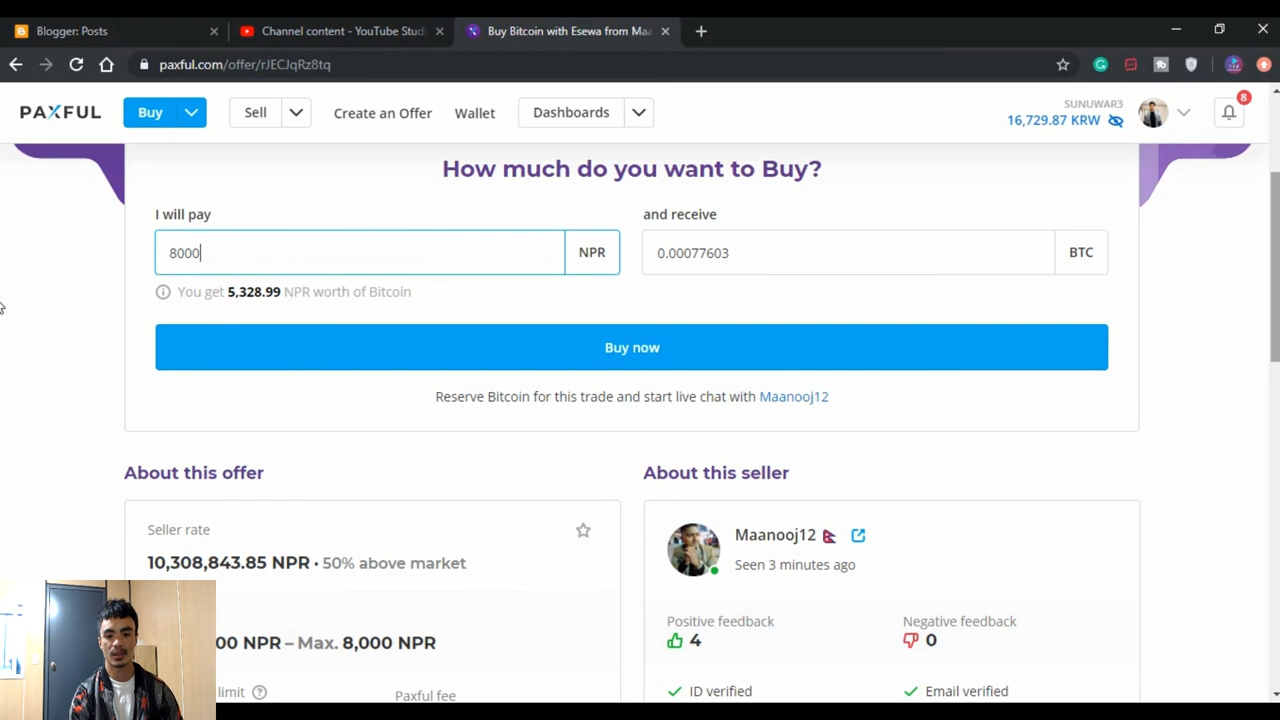 Blogger: Posts
Channel content - YouTube Stud
Buy Bitcoin with Esewa from Maa
paxful.com/offer/rJECJqRz8tq
PAXFUL
Buy
Sell
Create an Offer
Wallet
Dashboards
SUNUWAR3
16,729.87 KRW
8
How much do you want to Buy?
I will pay
and receive
8000 NPR
0.00077603 BTC
You get 5,328.99 NPR worth of Bitcoin
Buy now
Reserve Bitcoin for this trade and start live chat with Maanooj12
About this offer
Seller rate
10,308,843.85 NPR · 50% above market
00 NPR – Max. 8,000 NPR
limit
Paxful fee
About this seller
Maanooj12
Seen 3 minutes ago
Positive feedback
4
Negative feedback
0
ID verified
Email verified